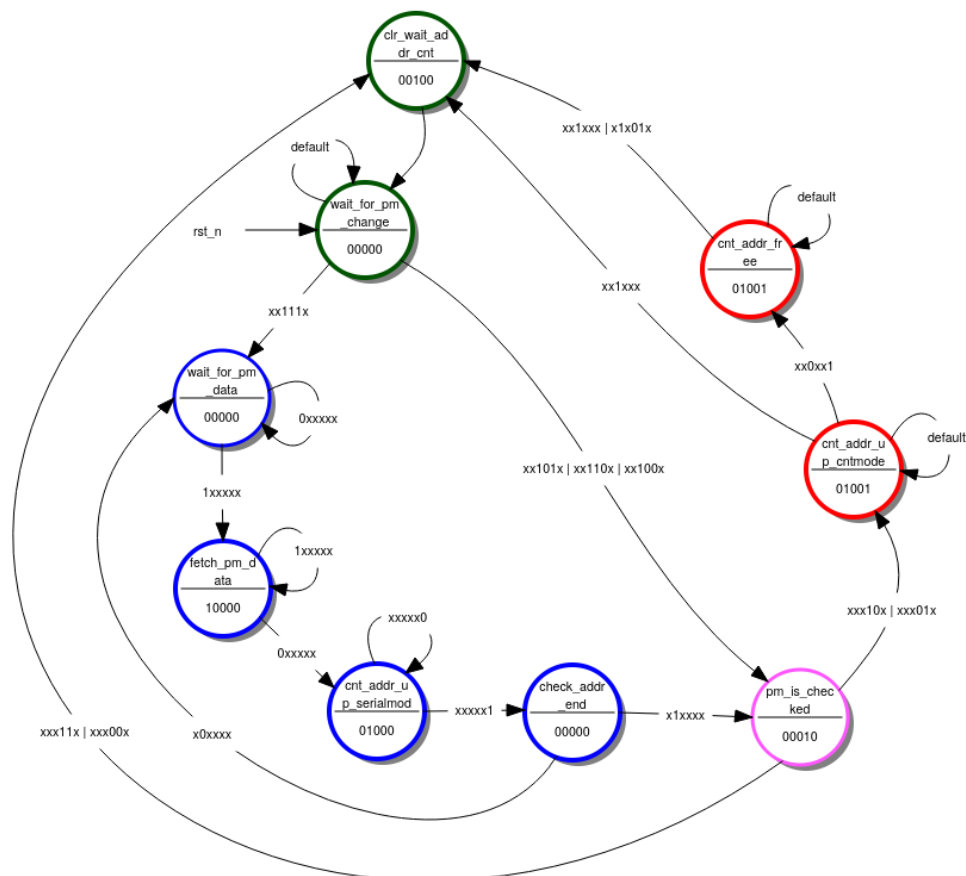 clr_wait_ad
dr_cnt
00100
xx1xxx | x1x01x
default
wait_for_pm
_change
00000
rst_n
default
cnt_addr_fr
ee
01001
xx1xxx
xx111x
wait_for_pm
_data
00000
0xxxxx
xx0xx1
cnt_addr_u
p_cntmode
01001
default
xx101x | xx110x | xx100x
1xxxxx
fetch_pm_d
ata
10000
1xxxxx
xxx10x | xxx01x
0xxxxx
xxxxx0
cnt_addr_u
p_serialmod
01000
xxxxx1
check_addr
_end
00000
x1xxxx
pm_is_chec
ked
00010
xxx11x | xxx00x
x0xxxx